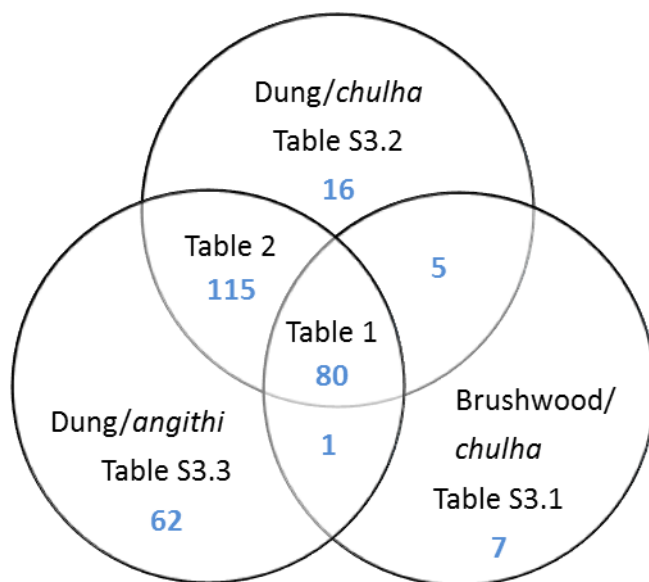 Dung/chulha
Table S3.2
16
Table 2
115
5
Table 1
80
Dung/angithi
Table S3.3
62
1
Brushwood/
chulha
Table S3.1
7